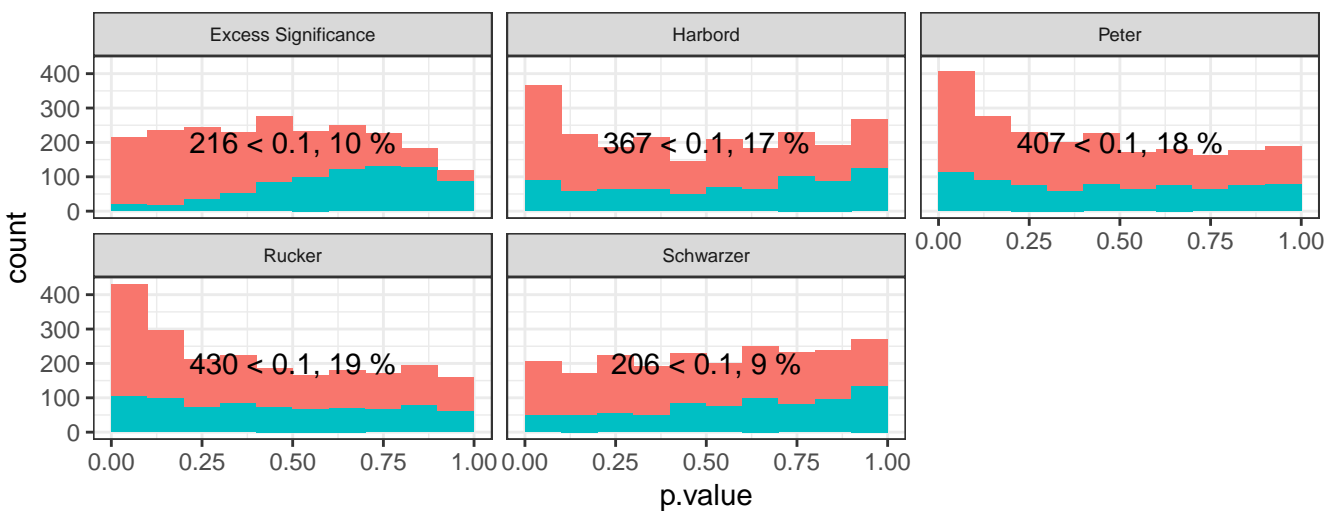 Excess Significance
Harbord
Peter
400
300
200
100
0
216 < 0.1, 10 %
367 < 0.1, 17 %
407 < 0.1, 18 %
0.00 0.25 0.50 0.75 1.00
Rucker
Schwarzer
400
300
200
100
0
430 < 0.1, 19 %
206 < 0.1, 9 %
0.00 0.25 0.50 0.75 1.00
0.00 0.25 0.50 0.75 1.00
count
p.value